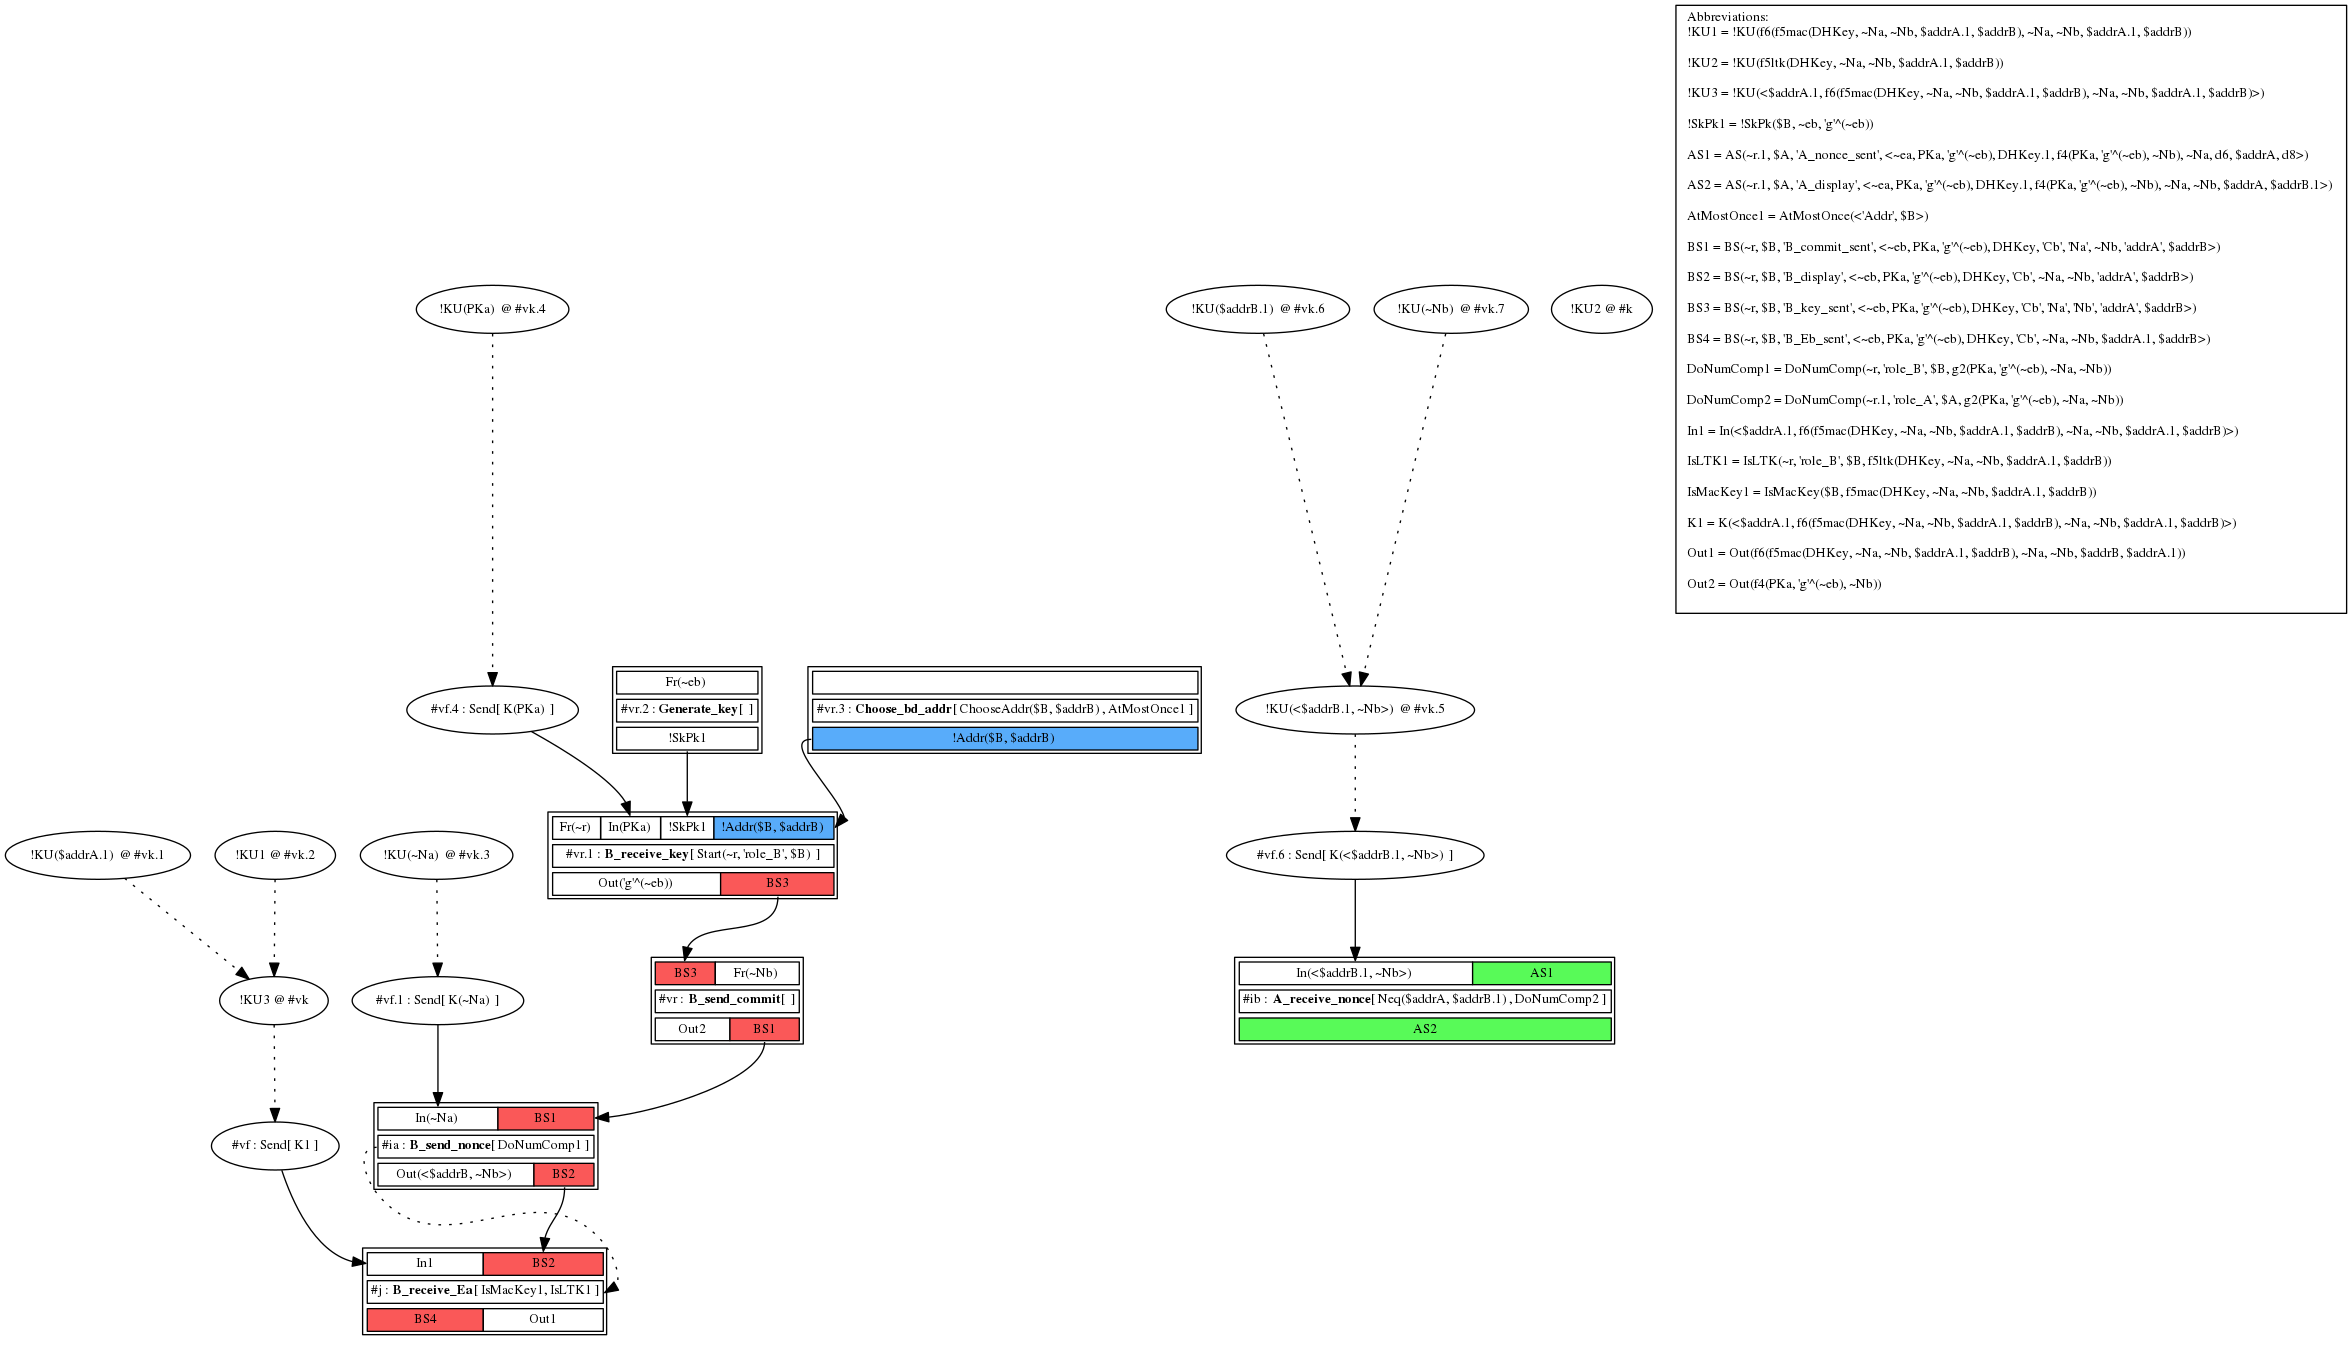 Abbreviations:
!KU1 = !KU(f6(f5mac(DHKey, ~Na, ~Nb, $addrA.1, $addrB), ~Na, ~Nb, $addrA.1, $addrB))
!KU2 = !KU(f5ltk(DHKey, ~Na, ~Nb, $addrA.1, $addrB))
!KU3 = !KU(<$addrA.1, f6(f5mac(DHKey, ~Na, ~Nb, $addrA.1, $addrB), ~Na, ~Nb, $addrA.1, $addrB)>)
!SkPk1 = !SkPk($B, ~eb, 'g'^(~eb))
AS1 = AS(~r.1, $A, 'A_nonce_sent', <~ea, PKa, 'g'^(~eb), DHKey.1, f4(PKa, 'g'^(~eb), ~Nb), ~Na, d6, $addrA, d8>)
AS2 = AS(~r.1, $A, 'A_display', <~ea, PKa, 'g'^(~eb), DHKey.1, f4(PKa, 'g'^(~eb), ~Nb), ~Na, ~Nb, $addrA, $addrB.1>)
AtMostOnce1 = AtMostOnce(<'Addr', $B>)
BS1 = BS(~r, $B, 'B_commit_sent', <~eb, PKa, 'g'^(~eb), DHKey, 'Cb', 'Na', ~Nb, 'addrA', $addrB>)
BS2 = BS(~r, $B, 'B_display', <~eb, PKa, 'g'^(~eb), DHKey, 'Cb', ~Na, ~Nb, 'addrA', $addrB>)
BS3 = BS(~r, $B, 'B_key_sent', <~eb, PKa, 'g'^(~eb), DHKey, 'Cb', 'Na', 'Nb', 'addrA', $addrB>)
BS4 = BS(~r, $B, 'B_Eb_sent', <~eb, PKa, 'g'^(~eb), DHKey, 'Cb', ~Na, ~Nb, $addrA.1, $addrB>)
DoNumComp1 = DoNumComp(~r, 'role_B', $B, g2(PKa, 'g'^(~eb), ~Na, ~Nb))
DoNumComp2 = DoNumComp(~r.1, 'role_A', $A, g2(PKa, 'g'^(~eb), ~Na, ~Nb))
In1 = In(<$addrA.1, f6(f5mac(DHKey, ~Na, ~Nb, $addrA.1, $addrB), ~Na, ~Nb, $addrA.1, $addrB)>)
IsLTK1 = IsLTK(~r, 'role_B', $B, f5ltk(DHKey, ~Na, ~Nb, $addrA.1, $addrB))
IsMacKey1 = IsMacKey($B, f5mac(DHKey, ~Na, ~Nb, $addrA.1, $addrB))
K1 = K(<$addrA.1, f6(f5mac(DHKey, ~Na, ~Nb, $addrA.1, $addrB), ~Na, ~Nb, $addrA.1, $addrB)>)
Out1 = Out(f6(f5mac(DHKey, ~Na, ~Nb, $addrA.1, $addrB), ~Na, ~Nb, $addrB, $addrA.1))
Out2 = Out(f4(PKa, 'g'^(~eb), ~Nb))
!KU(PKa) @ #vk.4
!KU($addrB.1) @ #vk.6
!KU(~Nb) @ #vk.7
!KU2 @ #k
#vf.4 : Send[ K(PKa) ]
Fr(~eb)
#vr.2 : Generate_key[ ]
!SkPk1
#vr.3 : Choose_bd_addr[ ChooseAddr($B, $addrB), AtMostOnce1 ]
!Addr($B, $addrB)
!KU(<$addrB.1, ~Nb>) @ #vk.5
!KU($addrA.1) @ #vk.1
!KU1 @ #vk.2
!KU(~Na) @ #vk.3
Fr(~r) In(PKa) !SkPk1 !Addr($B, $addrB)
#vr.1 : B_receive_key[ Start(~r, 'role_B', $B) ]
Out('g'^(~eb)) BS3
#vf.6 : Send[ K(<$addrB.1, ~Nb>) ]
!KU3 @ #vk
#vf.1 : Send[ K(~Na) ]
BS3 Fr(~Nb)
#vr : B_send_commit[ ]
Out2 BS1
In(<$addrB.1, ~Nb>) AS1
#ib : A_receive_nonce[ Neq($addrA, $addrB.1), DoNumComp2 ]
AS2
#vf : Send[ K1 ]
In(~Na) BS1
#ia : B_send_nonce[ DoNumComp1 ]
Out(<$addrB, ~Nb>) BS2
In1 BS2
#j : B_receive_Ea[ IsMacKey1, IsLTK1 ]
BS4 Out1